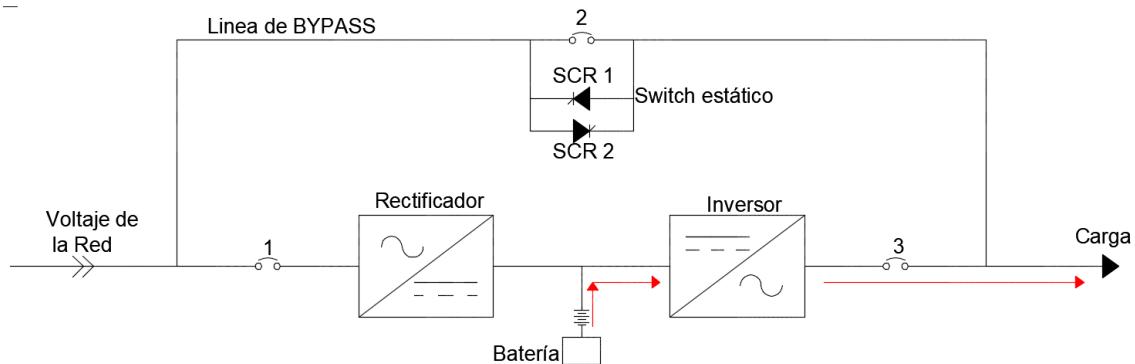 Linea de BYPASS
2
SCR 1
Switch estático
SCR 2
Rectificador
Inversor
Voltaje de
la Red
1
3
Carga
Batería